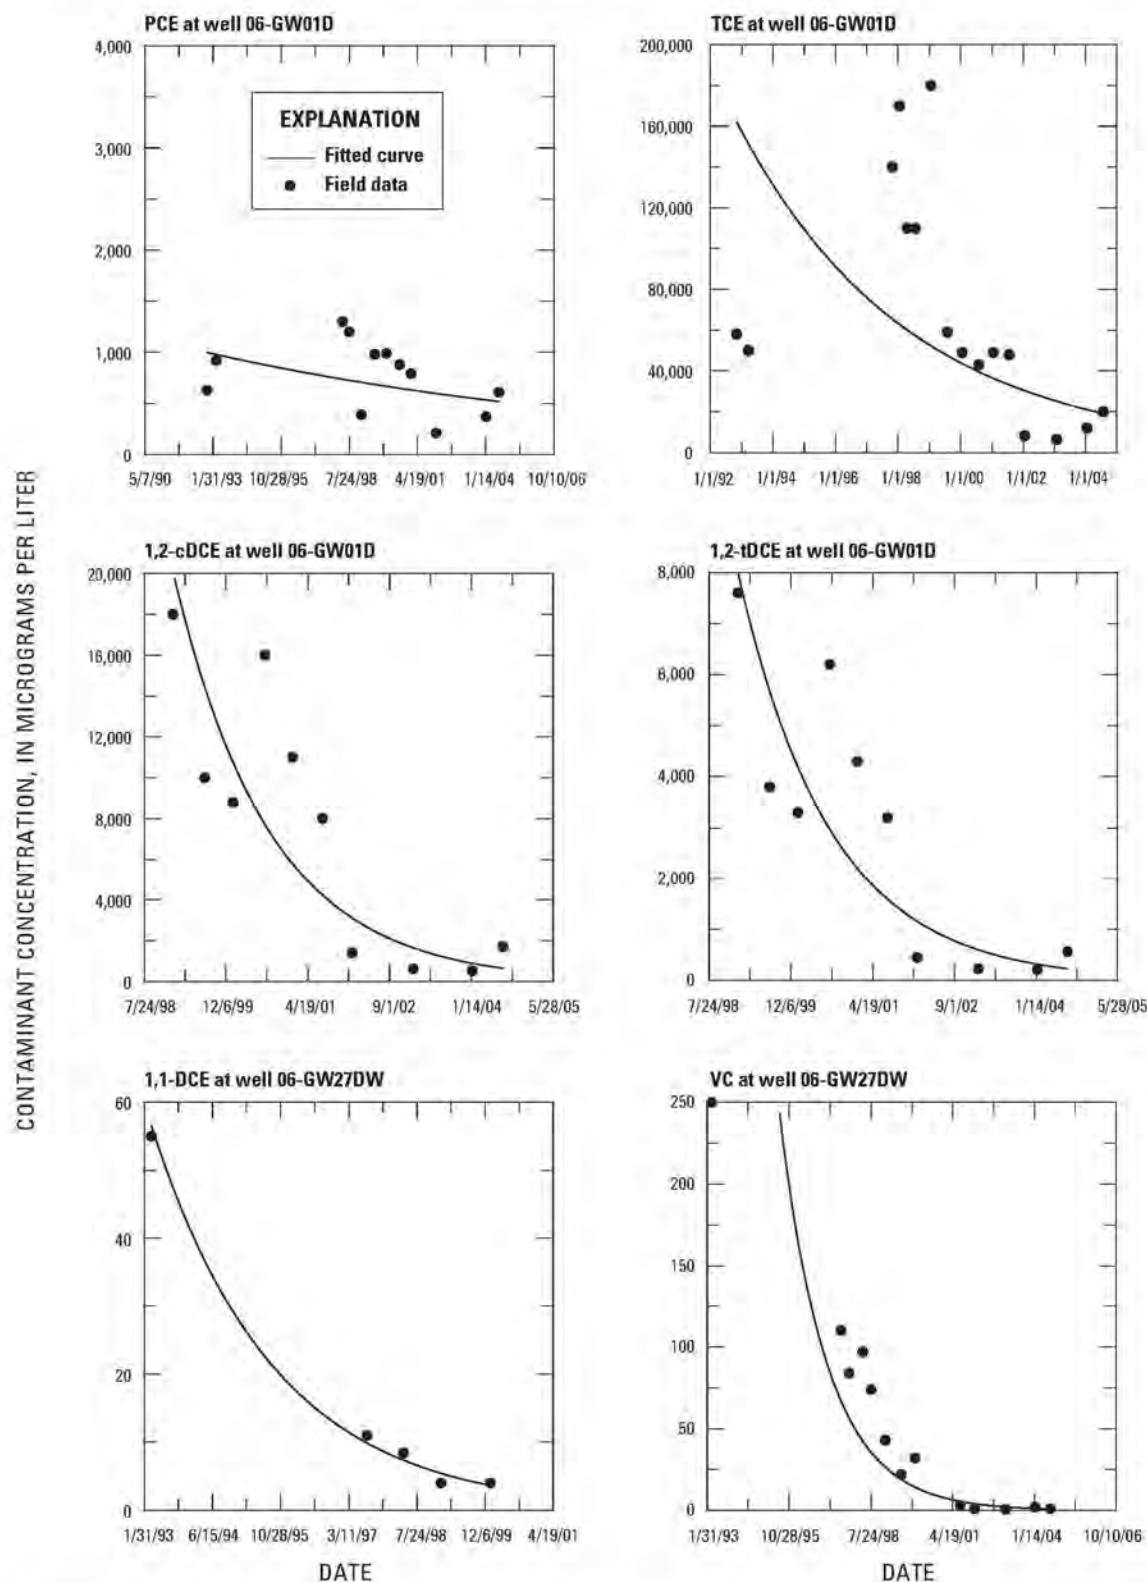 PCE at well 06-GW01D
4,000
3,000
2,000
1,000
0
5/7/90 1/31/93 10/28/95 7/24/98 4/19/01 1/14/04 10/10/06
EXPLANATION
Fitted curve
Field data
TCE at well 06-GW01D
200,000
160,000
120,000
80,000
40,000
0
1/1/92 1/1/94 1/1/96 1/1/98 1/1/00 1/1/02 1/1/04
CONTAMINANT CONCENTRATION, IN MICROGRAMS PER LITER
1,2-cDCE at well 06-GW01D
20,000
16,000
12,000
8,000
4,000
0
7/24/98 12/6/99 4/19/01 9/1/02 1/14/04 5/28/05
1,2-tDCE at well 06-GW01D
8,000
6,000
4,000
2,000
0
7/24/98 12/6/99 4/19/01 9/1/02 1/14/04 5/28/05
1,1-DCE at well 06-GW27DW
60
40
20
0
1/31/93 6/15/94 10/28/95 3/11/97 7/24/98 12/6/99 4/19/01
DATE
VC at well 06-GW27DW
250
200
150
100
50
0
1/31/93 10/28/95 7/24/98 4/19/01 1/14/04 10/10/06
DATE